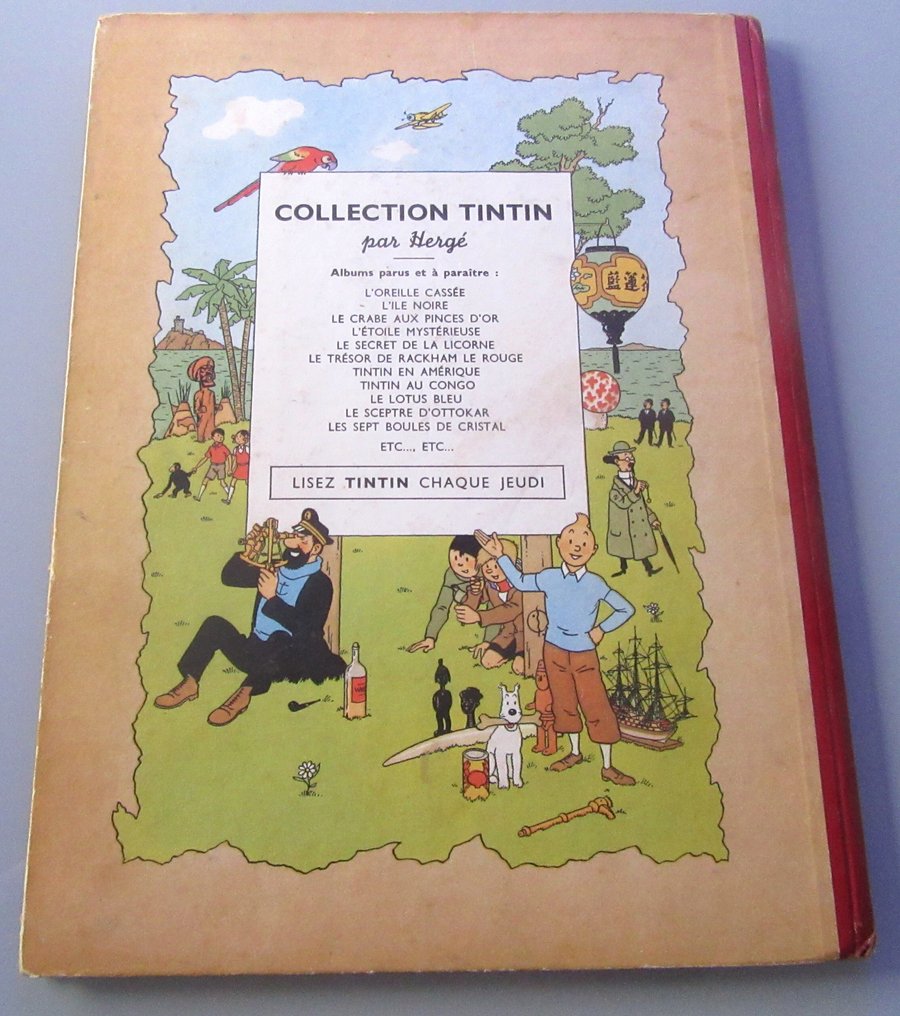 COLLECTION TINTIN
par Hergé
Albums parus et à paraître :
L'OREILLE CASSÉE
L'ILE NOIRE
LE CRABE AUX PINCES D'OR
L'ÉTOILE MYSTÉRIEUSE
LE SECRET DE LA LICORNE
LE TRÉSOR DE RACKHAM LE ROUGE
TINTIN EN AMÉRIQUE
TINTIN AU CONGO
LE LOTUS BLEU
LE SCEPTRE D'OTTOKAR
LES SEPT BOULES DE CRISTAL
ETC..., ETC...
LISEZ TINTIN CHAQUE JEUDI
藍蓮